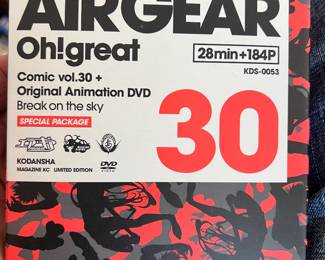 AIRGEAR
Oh!great
28min+184P
KDS-0053
Comic vol.30 +
Original Animation DVD
Break on the sky
SPECIAL PACKAGE
30
KODANSHA
MAGAZINE KC LIMITED EDITION
DVD
VIDEO